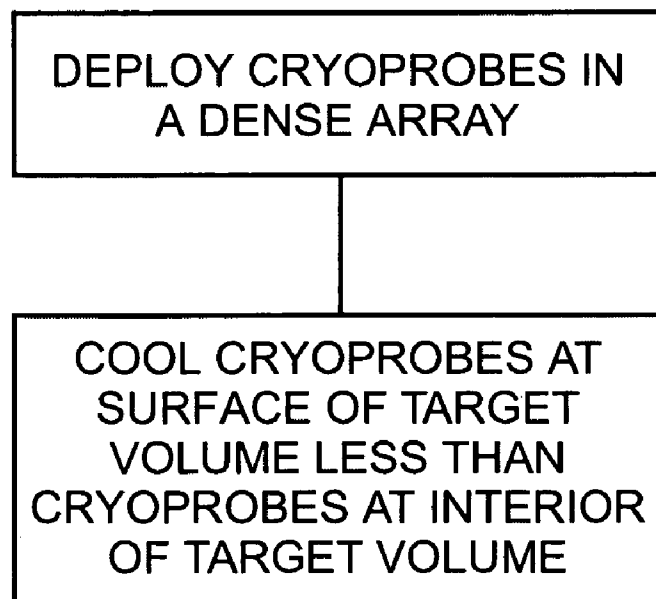 DEPLOY CRYOPROBES IN
A DENSE ARRAY
COOL CRYOPROBES AT
SURFACE OF TARGET
VOLUME LESS THAN
CRYOPROBES AT INTERIOR
OF TARGET VOLUME